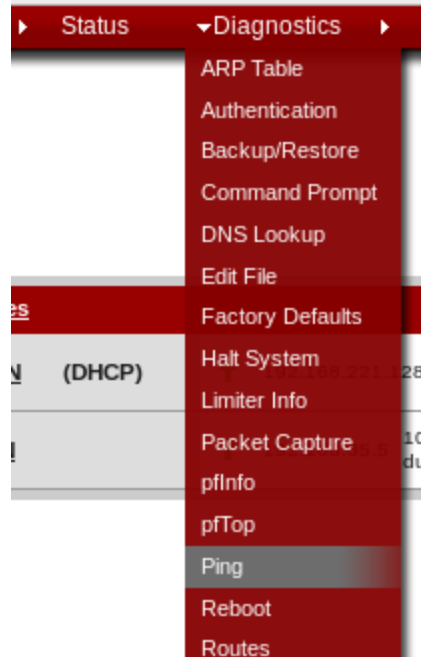 Status
Diagnostics
ARP Table
Authentication
Backup/Restore
Command Prompt
DNS Lookup
Edit File
es
Factory Defaults
N (DHCP)
Halt System
Limiter Info
Packet Capture
pfInfo
pfTop
Ping
Reboot
Routes